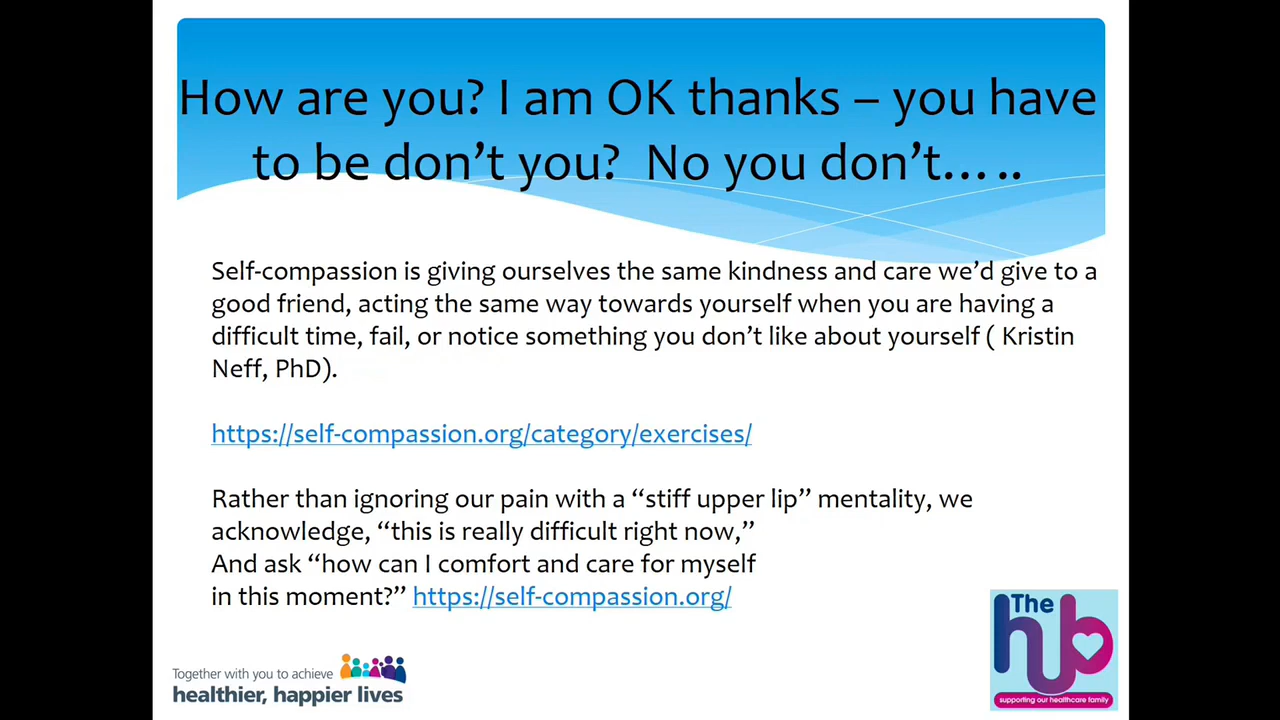 How are you? I am OK thanks – you have
to be don't you?  No you don't.....
Self-compassion is giving ourselves the same kindness and care we'd give to a
good friend, acting the same way towards yourself when you are having a
difficult time, fail, or notice something you don't like about yourself ( Kristin
Neff, PhD).
https://self-compassion.org/category/exercises/
Rather than ignoring our pain with a “stiff upper lip” mentality, we
acknowledge, “this is really difficult right now,”
And ask “how can I comfort and care for myself
in this moment?” https://self-compassion.org/
Together with you to achieve
healthier, happier lives
The
hub
supporting our healthcare family